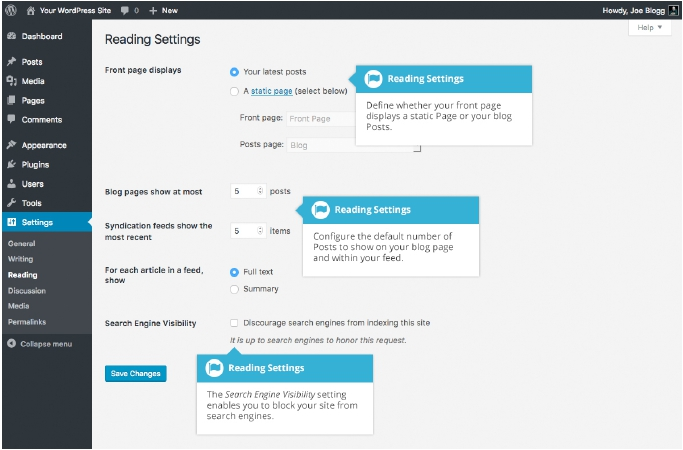 Your WordPress Site 0 + New Howdy, Joe Blogg
Help ▼
Dashboard
Posts
Media
Pages
Comments
Appearance
Plugins
Users
Tools
Settings
General
Writing
Reading
Discussion
Media
Permalinks
Collapse menu
Reading Settings
Front page displays
Your latest posts
A static page (select below)
Front page: Front Page
Posts page: Blog
Reading Settings
Define whether your front page
displays a static Page or your blog
Posts.
Blog pages show at most 5 posts
Syndication feeds show the
most recent
5 items
Reading Settings
Configure the default number of
Posts to show on your blog page
and within your feed.
For each article in a feed,
show
Full text
Summary
Search Engine Visibility
Discourage search engines from indexing this site
It is up to search engines to honor this request.
Reading Settings
The Search Engine Visibility setting
enables you to block your site from
search engines.
Save Changes